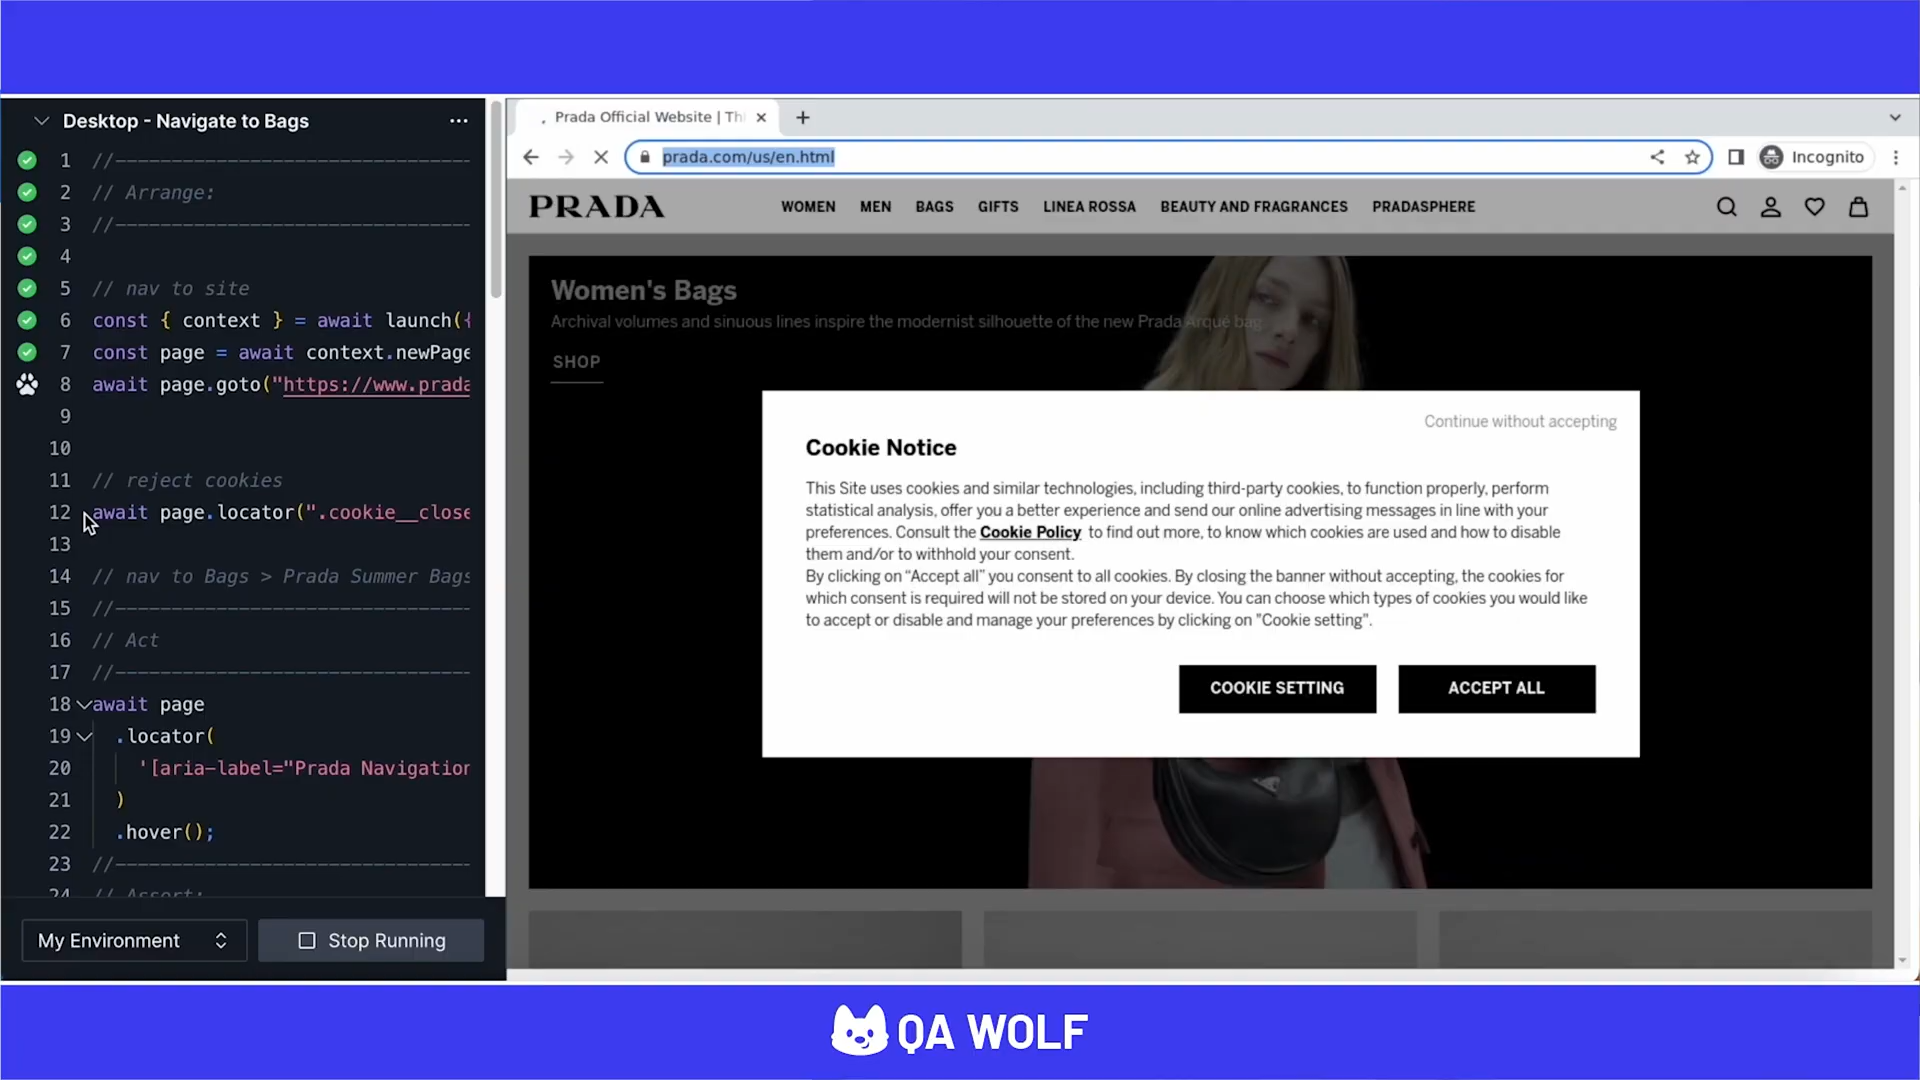 Desktop - Navigate to Bags
...
1 //--------------------------------
2 // Arrange:
3 //--------------------------------
4
5 // nav to site
6 const { context } = await launch({
7 const page = await context.newPage
8 await page.goto("https://www.prada
9
10
11 // reject cookies
12 await page.locator(".cookie__close
13
14 // nav to Bags > Prada Summer Bags
15 //--------------------------------
16 // Act
17 //--------------------------------
18 await page
19 .locator(
20 '[aria-label="Prada Navigation
21 )
22 .hover();
23 //--------------------------------
24 // Assert:
My Environment
Stop Running
Prada Official Website | Th
prada.com/us/en.html
Incognito
PRADA
WOMEN MEN BAGS GIFTS LINEA ROSSA BEAUTY AND FRAGRANCES PRADASPHERE
Women's Bags
Archival volumes and sinuous lines inspire the modernist silhouette of the new Prada Arqué bag
SHOP
Continue without accepting
Cookie Notice
This Site uses cookies and similar technologies, including third-party cookies, to function properly, perform
statistical analysis, offer you a better experience and send our online advertising messages in line with your
preferences. Consult the Cookie Policy to find out more, to know which cookies are used and how to disable
them and/or to withhold your consent.
By clicking on “Accept all” you consent to all cookies. By closing the banner without accepting, the cookies for
which consent is required will not be stored on your device. You can choose which types of cookies you would like
to accept or disable and manage your preferences by clicking on "Cookie setting".
COOKIE SETTING
ACCEPT ALL
QA WOLF